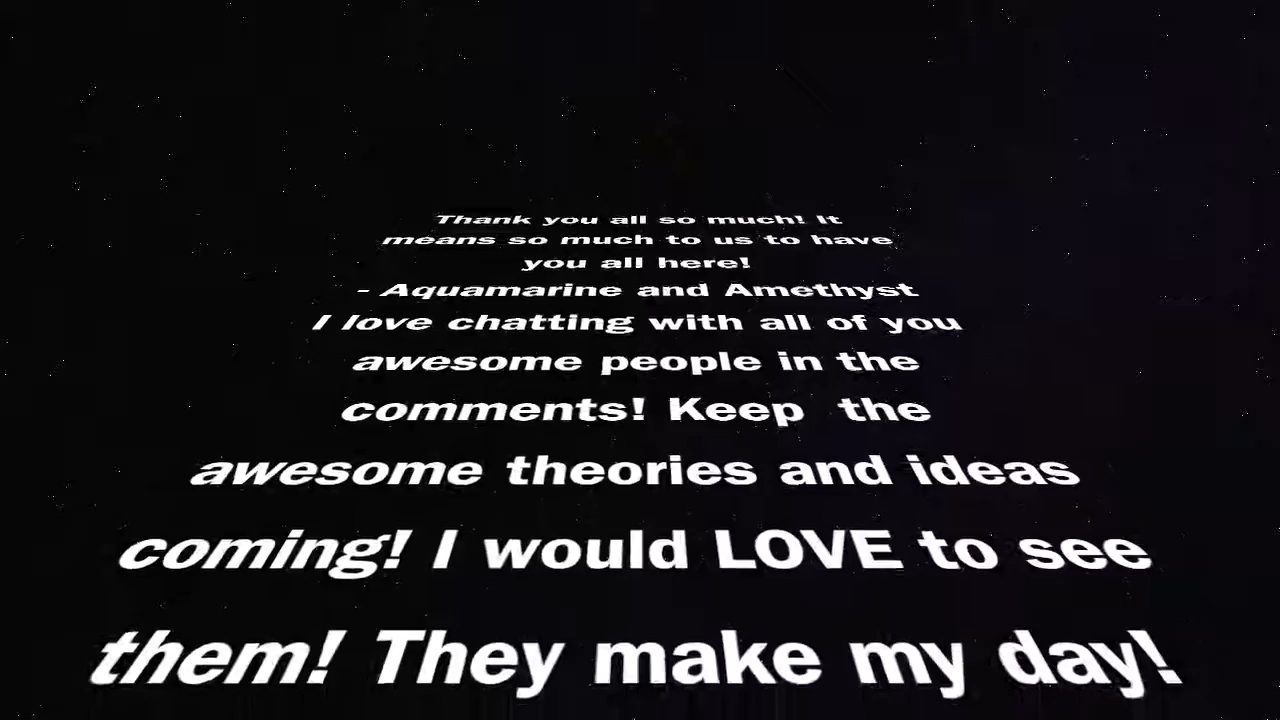 Thank you all so much! It
means so much to us to have
you all here!
- Aquamarine and Amethyst
I love chatting with all of you
awesome people in the
comments! Keep  the
awesome theories and ideas
coming! I would LOVE to see
them! They make my day!